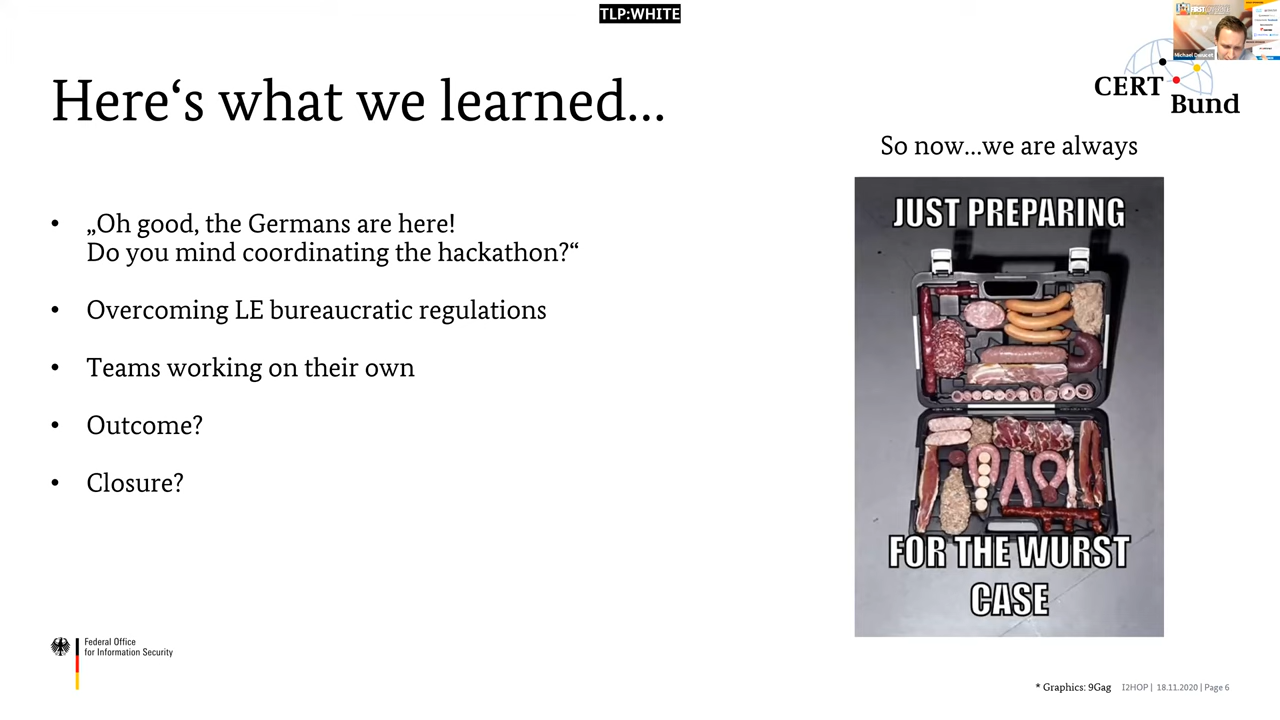 TLP:WHITE
Here‘s what we learned...
CERT
Bund
So now...we are always
• „Oh good, the Germans are here!
Do you mind coordinating the hackathon?“
• Overcoming LE bureaucratic regulations
• Teams working on their own
• Outcome?
• Closure?
JUST PREPARING
FOR THE WURST
CASE
Federal Office
for Information Security
* Graphics: 9Gag I2HOP | 18.11.2020 | Page 6